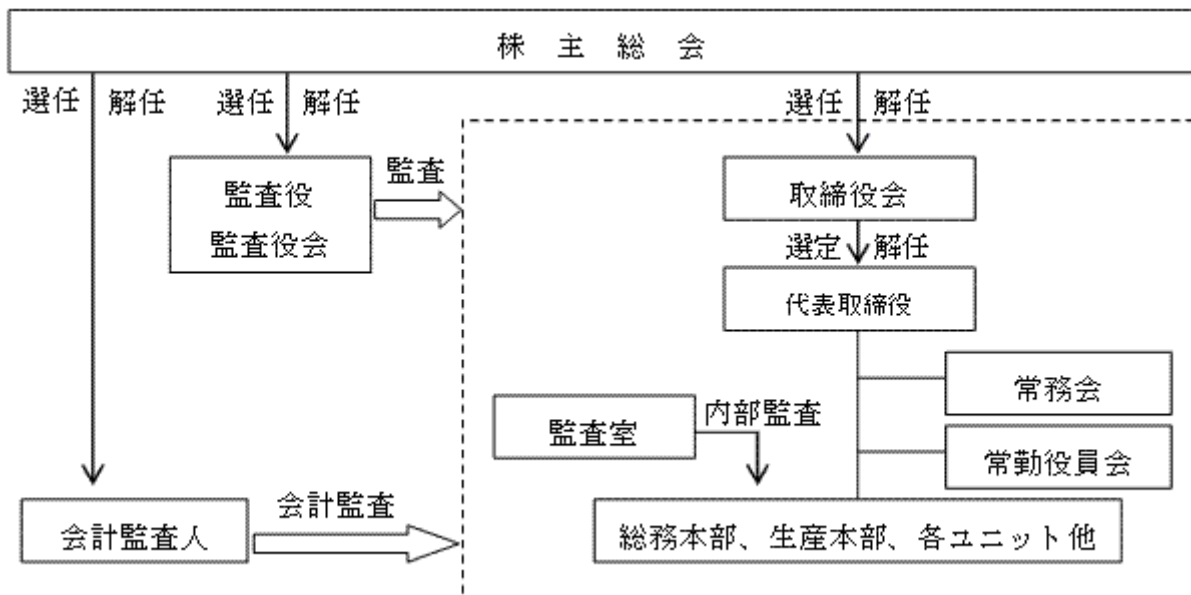 株主総会
選任 解任 選任 解任 選任 解任
監査役
監査役会
監査
取締役会
選定 解任
代表取締役
常務会
監査室
内部監査
常勤役員会
会計監査人
会計監査
総務本部、生産本部、各ユニット他